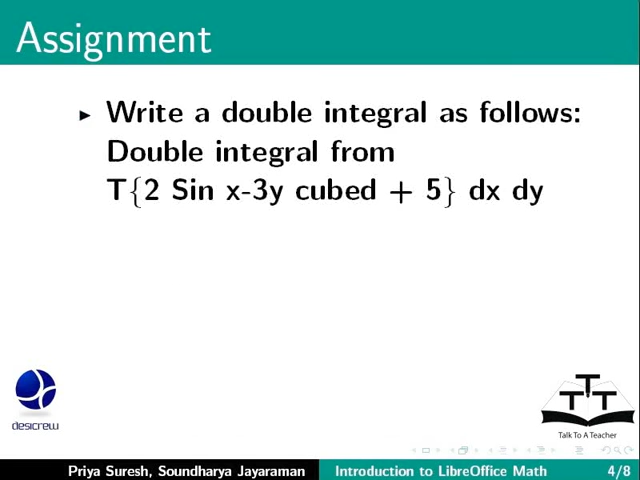 Assignment
Write a double integral as follows:
Double integral from
T{2 Sin x-3y cubed + 5} dx dy
desicrew
T T T
Talk To A Teacher
Priya Suresh, Soundharya Jayaraman Introduction to LibreOffice Math 4/8